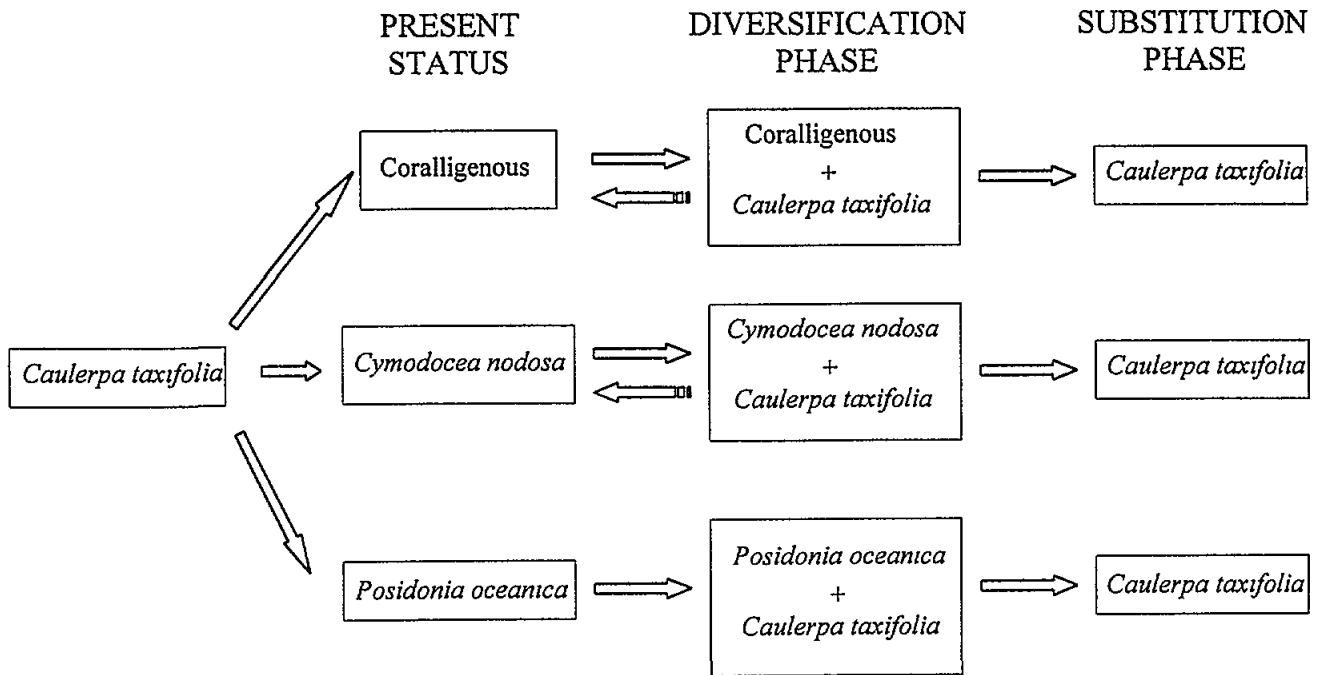 PRESENT
STATUS
DIVERSIFICATION
PHASE
SUBSTITUTION
PHASE
Coralligenous
Coralligenous
+
Caulerpa taxifolia
Caulerpa taxifolia
Caulerpa taxifolia
Cymodocea nodosa
Cymodocea nodosa
+
Caulerpa taxifolia
Caulerpa taxifolia
Posidonia oceanica
Posidonia oceanica
+
Caulerpa taxifolia
Caulerpa taxifolia